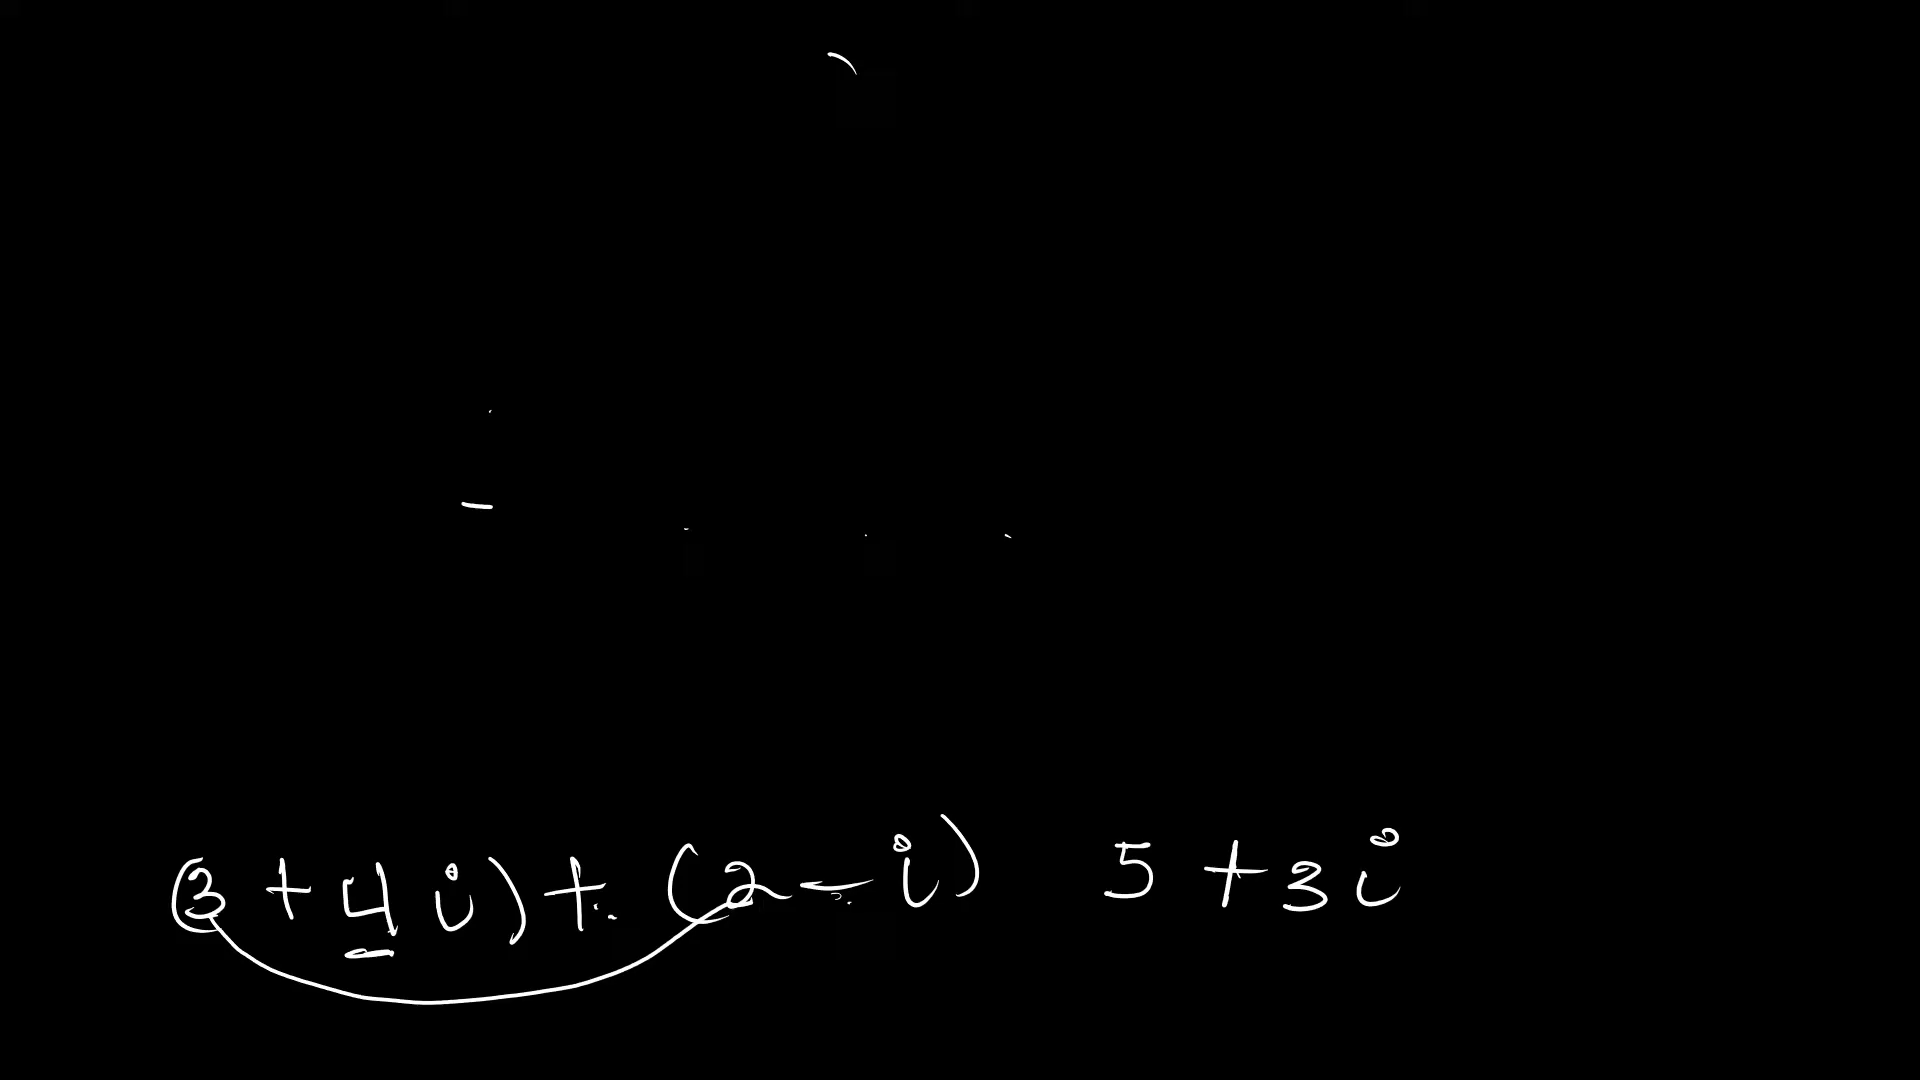 (3 + 4i) + (2 - i) 5 + 3i